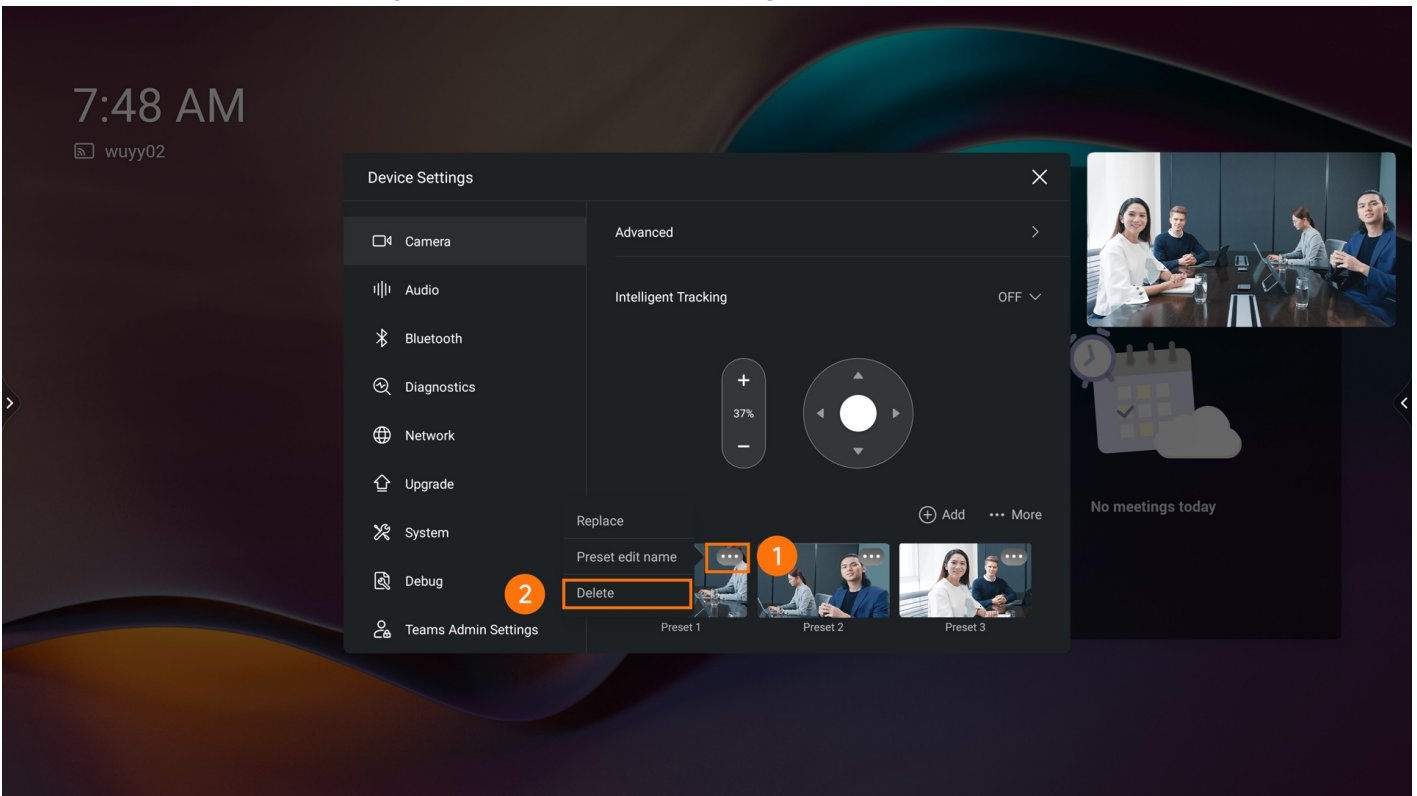 7:48 AM
wuyy02
Device Settings
Camera
Audio
Bluetooth
Diagnostics
Network
Upgrade
System
Debug
Teams Admin Settings
Advanced
Intelligent Tracking
OFF
+
37%
−
Add
••• More
Replace
Preset edit name
Delete
1
2
Preset 1
Preset 2
Preset 3
No meetings today